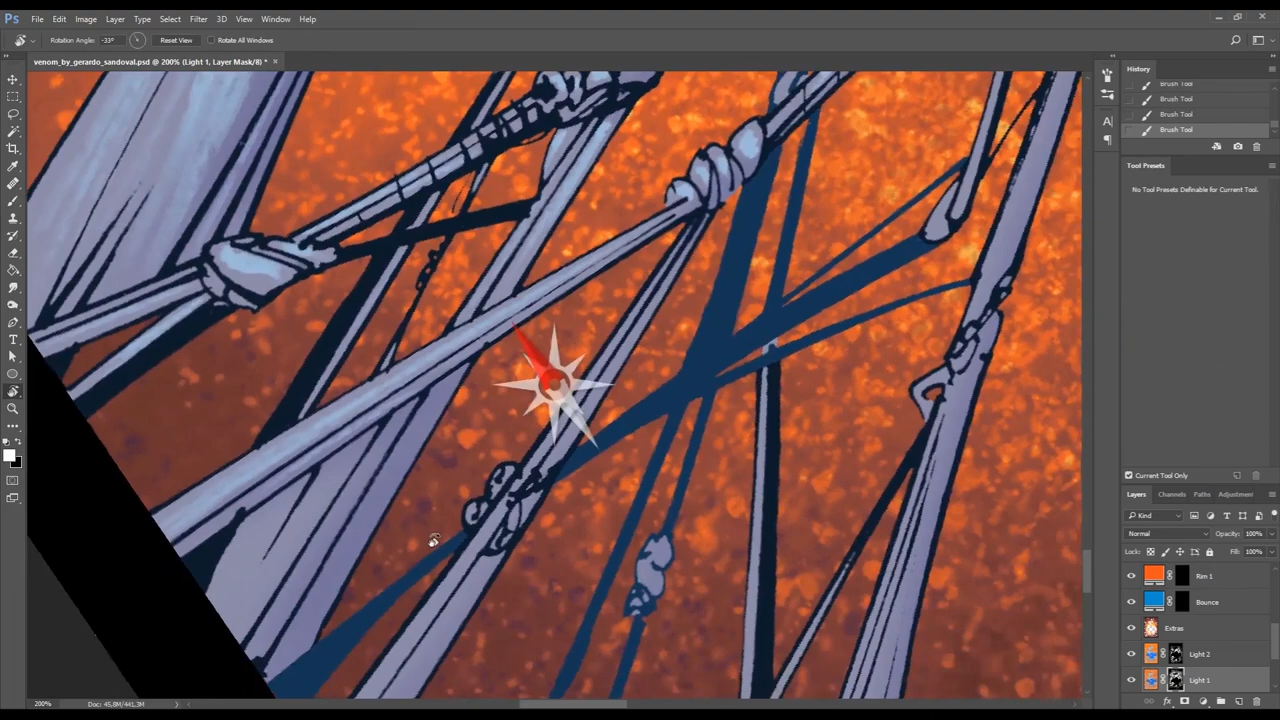 Ps File Edit Image Layer Type Select Filter 3D View Window Help
Rotation Angle: -33° Reset View Rotate All Windows
venom_by_gerardo_sandoval.psd @ 200% (Light 1, Layer Mask/8) * ×
History
Brush Tool
Brush Tool
Brush Tool
Brush Tool
Tool Presets
No Tool Presets Definable for Current Tool.
Current Tool Only
Layers Channels Paths Adjustmen
Kind
Normal Opacity: 100%
Lock: Fill: 100%
Rim 1
Bounce
Extras
Light 2
Light 1
200% Doc: 45,8M/441,3M